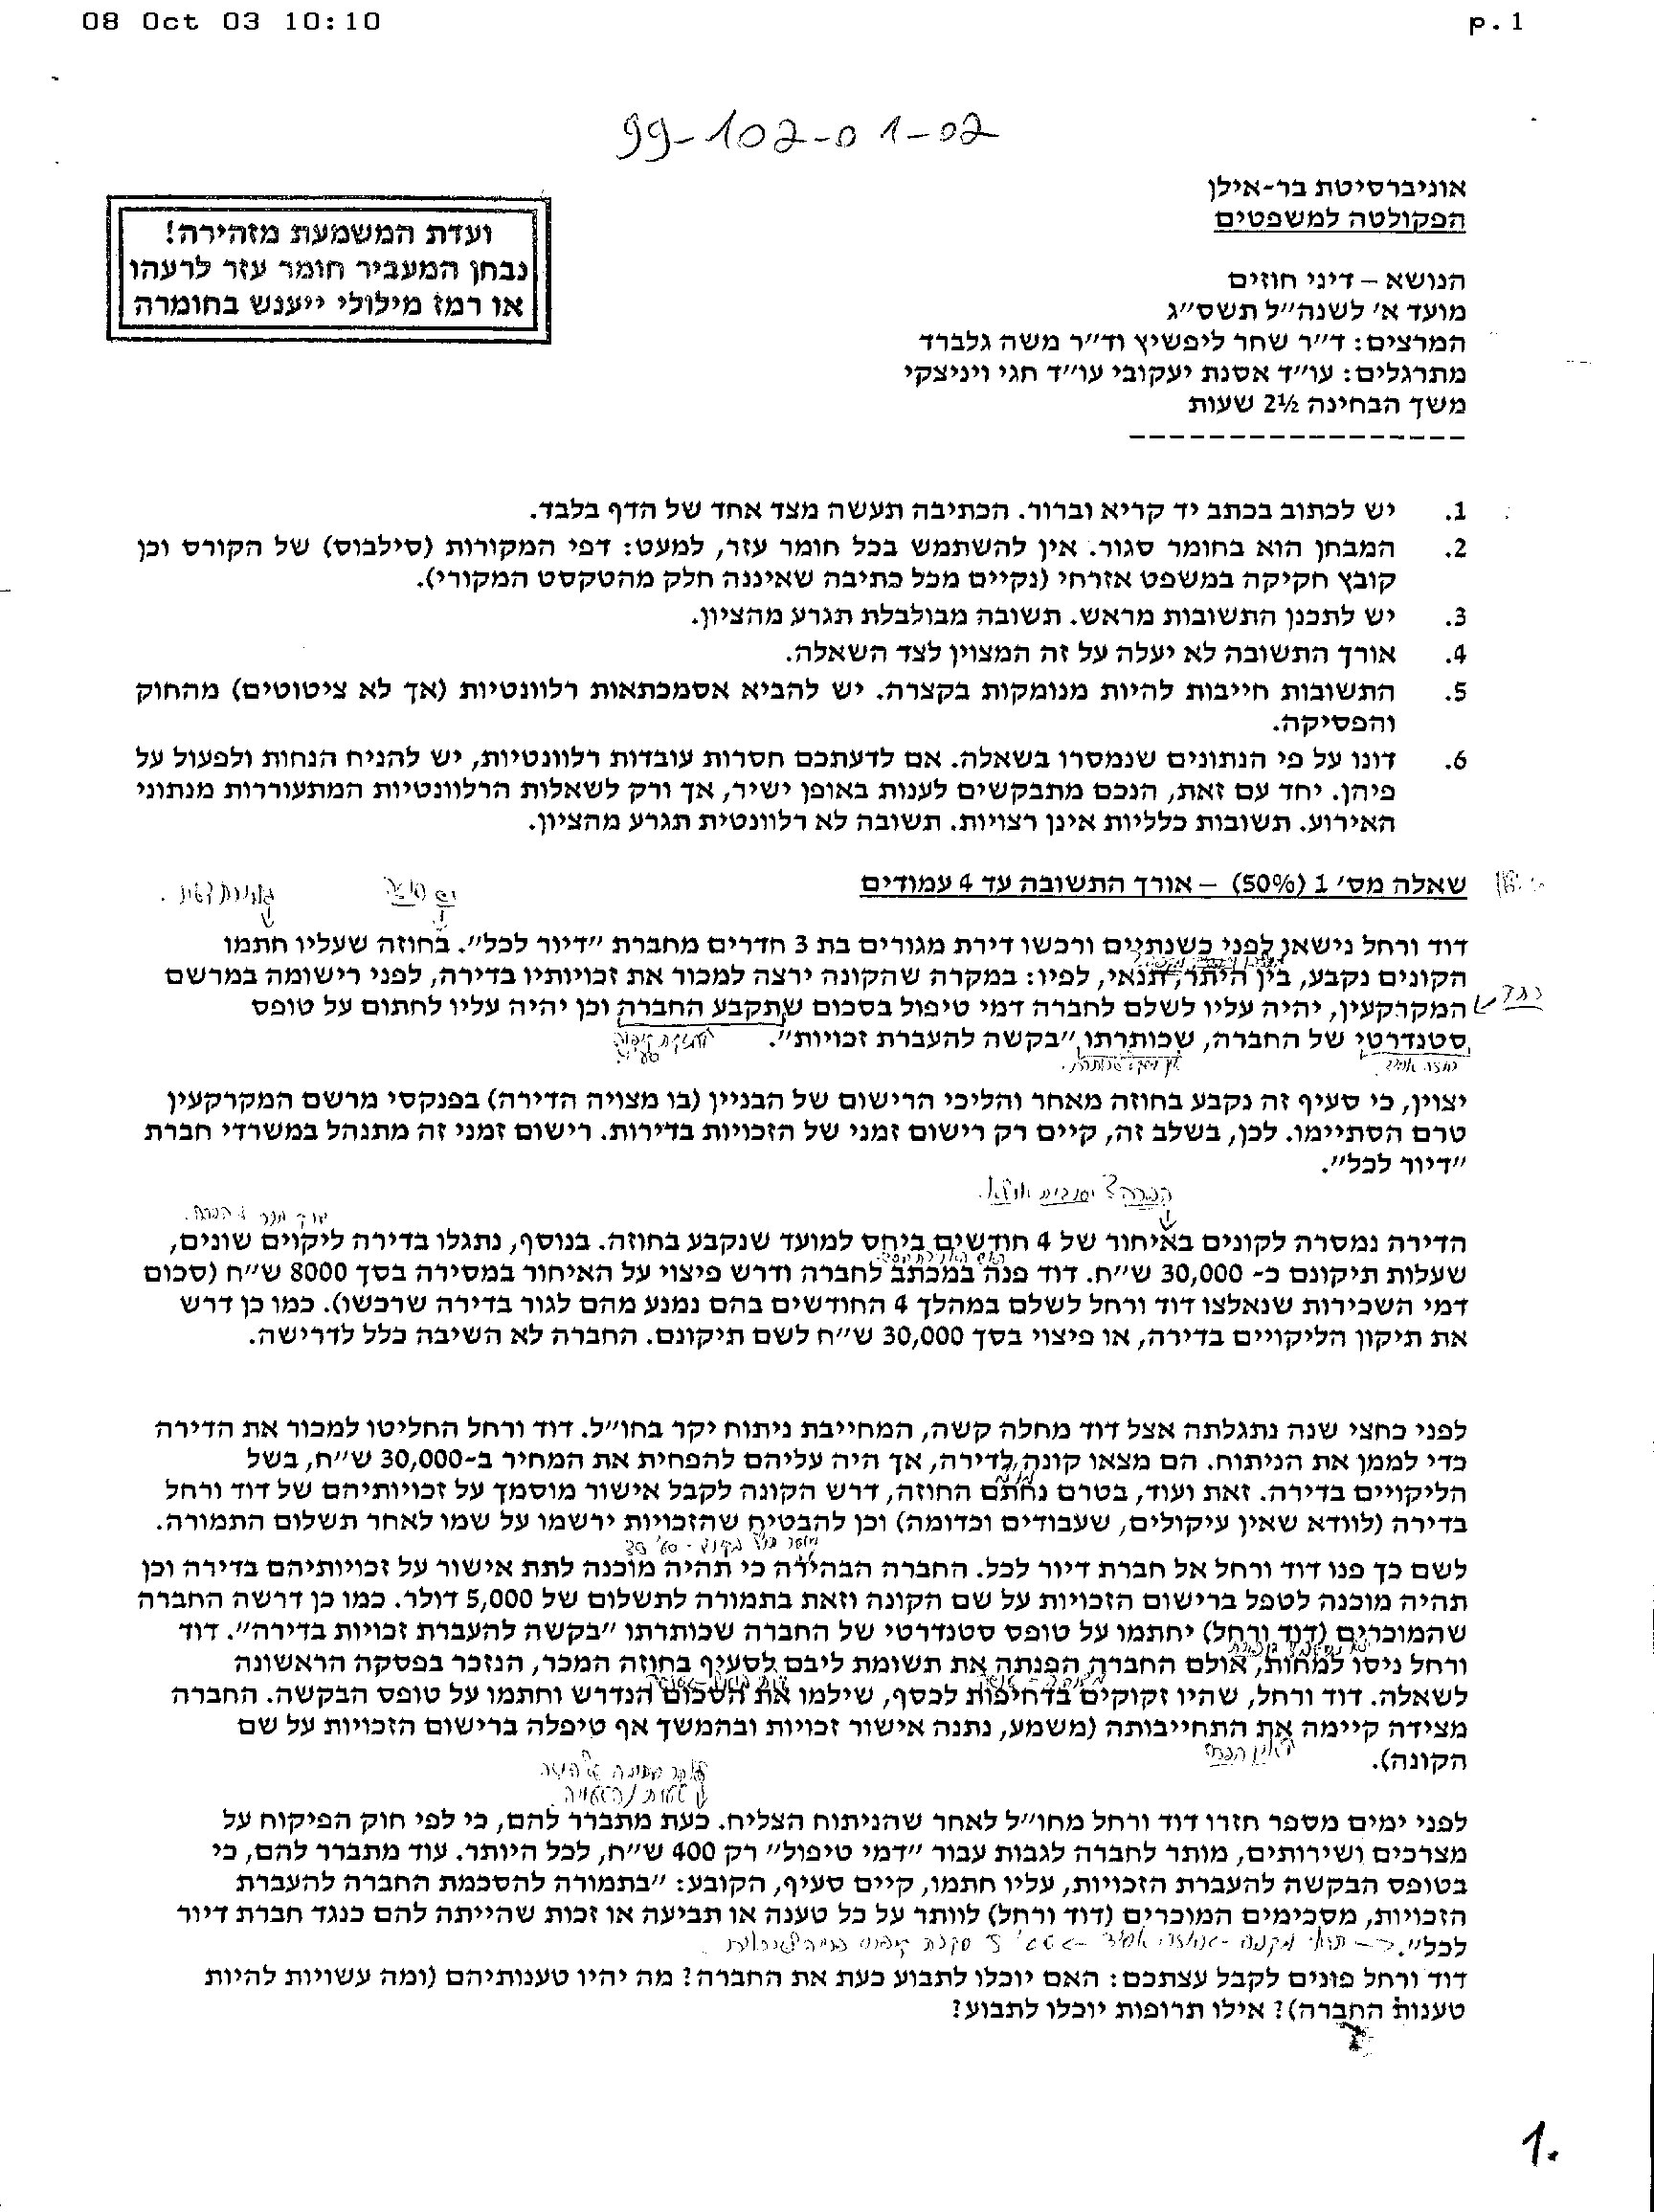 08 Oct 03 10:10
p.1
99-102-01-02
אוניברסיטת בר-אילן
הפקולטה למשפטים
ועדת המשמעת מזהירה!
נבחן המעביר חומר עזר לרעהו
או רמז מילולי ייענש בחומרה
הנושא – דיני חוזים
מועד א׳ לשנה״ל תשס״ג
המרצים: ד״ר שחר ליפשיץ וד״ר משה גלברד
מתרגלים: עו״ד אסנת יעקובי עו״ד חגי ויניצקי
משך הבחינה 2½ שעות
------------------
1. יש לכתוב בכתב יד קריא וברור. הכתיבה תעשה מצד אחד של הדף בלבד.
2. המבחן הוא בחומר סגור. אין להשתמש בכל חומר עזר, למעט: דפי המקורות (סילבוס) של הקורס וכן
קובץ חקיקה במשפט אזרחי (נקיים מכל כתיבה שאיננה חלק מהטקסט המקורי).
3. יש לתכנן התשובות מראש. תשובה מבולבלת תגרע מהציון.
4. אורך התשובה לא יעלה על זה המצוין לצד השאלה.
5. התשובות חייבות להיות מנומקות בקצרה. יש להביא אסמכתאות רלוונטיות (אך לא ציטוטים) מהחוק
והפסיקה.
6. דונו על פי הנתונים שנמסרו בשאלה. אם לדעתכם חסרות עובדות רלוונטיות, יש להניח הנחות ולפעול על
פיהן. יחד עם זאת, הנכם מתבקשים לענות באופן ישיר, אך ורק לשאלות הרלוונטיות המתעוררות מנתוני
האירוע. תשובות כלליות אינן רצויות. תשובה לא רלוונטית תגרע מהציון.
שאלה מס׳ 1 (50%) – אורך התשובה עד 4 עמודים
דוד ורחל נישאו לפני כשנתיים ורכשו דירת מגורים בת 3 חדרים מחברת ״דיור לכל״. בחוזה שעליו חתמו
הקונים נקבע, בין היתר, תנאי, לפיו: במקרה שהקונה ירצה למכור את זכויותיו בדירה, לפני רישומה במרשם
המקרקעין, יהיה עליו לשלם לחברה דמי טיפול בסכום שתקבע החברה וכן יהיה עליו לחתום על טופס
סטנדרטי של החברה, שכותרתו ״בקשה להעברת זכויות״.
יצוין, כי סעיף זה נקבע בחוזה מאחר והליכי הרישום של הבניין (בו מצויה הדירה) בפנקסי מרשם המקרקעין
טרם הסתיימו. לכן, בשלב זה, קיים רק רישום זמני של הזכויות בדירות. רישום זמני זה מתנהל במשרדי חברת
״דיור לכל״.
הדירה נמסרה לקונים באיחור של 4 חודשים ביחס למועד שנקבע בחוזה. בנוסף, נתגלו בדירה ליקוים שונים,
שעלות תיקונם כ- 30,000 ש״ח. דוד פנה במכתב לחברה ודרש פיצוי על האיחור במסירה בסך 8000 ש״ח (סכום
דמי השכירות שנאלצו דוד ורחל לשלם במהלך 4 החודשים בהם נמנע מהם לגור בדירה שרכשו). כמו כן דרש
את תיקון הליקויים בדירה, או פיצוי בסך 30,000 ש״ח לשם תיקונם. החברה לא השיבה כלל לדרישה.
לפני כחצי שנה נתגלתה אצל דוד מחלה קשה, המחייבת ניתוח יקר בחו״ל. דוד ורחל החליטו למכור את הדירה
כדי לממן את הניתוח. הם מצאו קונה לדירה, אך היה עליהם להפחית את המחיר ב-30,000 ש״ח, בשל
הליקויים בדירה. זאת ועוד, בטרם נחתם החוזה, דרש הקונה לקבל אישור מוסמך על זכויותיהם של דוד ורחל
בדירה (לוודא שאין עיקולים, שעבודים וכדומה) וכן להבטיח שהזכויות ירשמו על שמו לאחר תשלום התמורה.
לשם כך פנו דוד ורחל אל חברת דיור לכל. החברה הבהירה כי תהיה מוכנה לתת אישור על זכויותיהם בדירה וכן
תהיה מוכנה לטפל ברישום הזכויות על שם הקונה וזאת בתמורה לתשלום של 5,000 דולר. כמו כן דרשה החברה
שהמוכרים (דוד ורחל) יחתמו על טופס סטנדרטי של החברה שכותרתו ״בקשה להעברת זכויות בדירה״. דוד
ורחל ניסו למחות, אולם החברה הפנתה את תשומת ליבם לסעיף בחוזה המכר, הנזכר בפסקה הראשונה
לשאלה. דוד ורחל, שהיו זקוקים בדחיפות לכסף, שילמו את הסכום הנדרש וחתמו על טופס הבקשה. החברה
מצידה קיימה את התחייבותה (משמע, נתנה אישור זכויות ובהמשך אף טיפלה ברישום הזכויות על שם
הקונה).
לפני ימים מספר חזרו דוד ורחל מחו״ל לאחר שהניתוח הצליח. כעת מתברר להם, כי לפי חוק הפיקוח על
מצרכים ושירותים, מותר לחברה לגבות עבור ״דמי טיפול״ רק 400 ש״ח, לכל היותר. עוד מתברר להם, כי
בטופס הבקשה להעברת הזכויות, עליו חתמו, קיים סעיף, הקובע: ״בתמורה להסכמת החברה להעברת
הזכויות, מסכימים המוכרים (דוד ורחל) לוותר על כל טענה או תביעה או זכות שהייתה להם כנגד חברת דיור
לכל״.
דוד ורחל פונים לקבל עצתכם: האם יוכלו לתבוע כעת את החברה? מה יהיו טענותיהם (ומה עשויות להיות
טענות החברה)? אילו תרופות יוכלו לתבוע?
1.